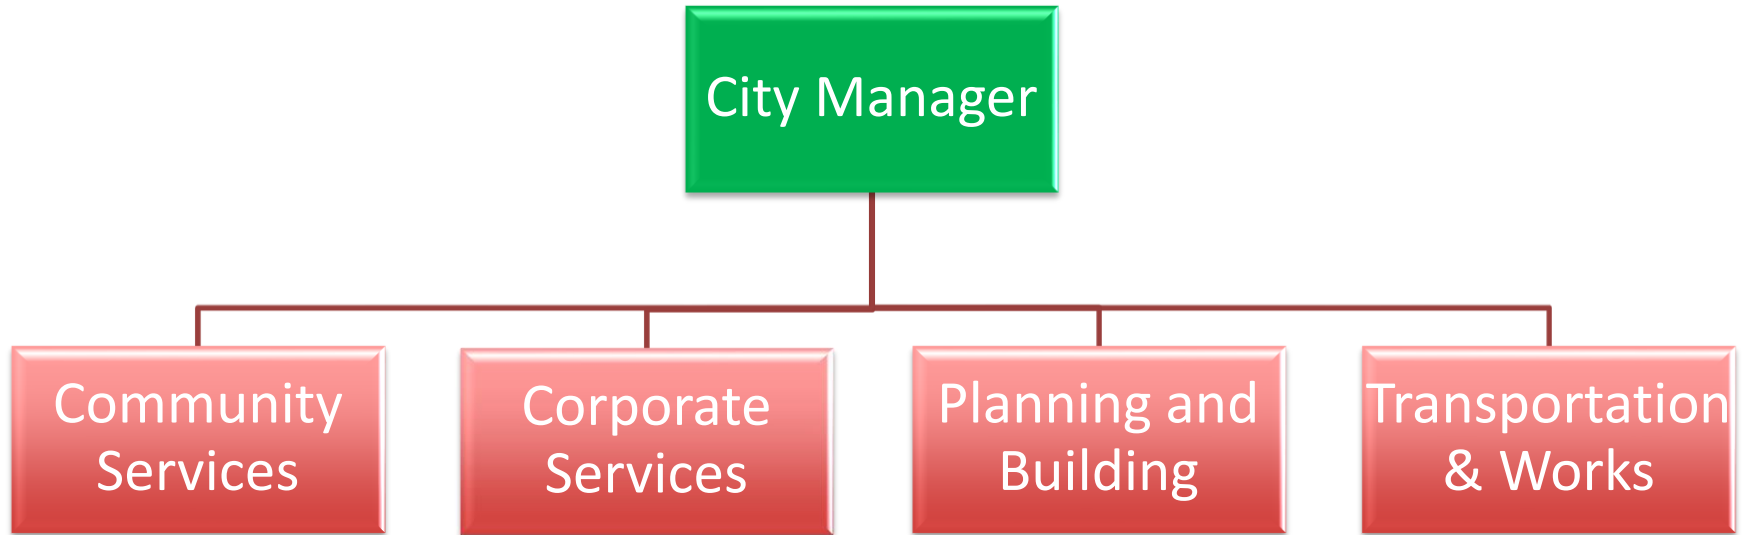 City Manager
Community
Services
Corporate
Services
Planning and
Building
Transportation
& Works